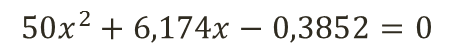 50x² + 6,174x − 0,3852 = 0